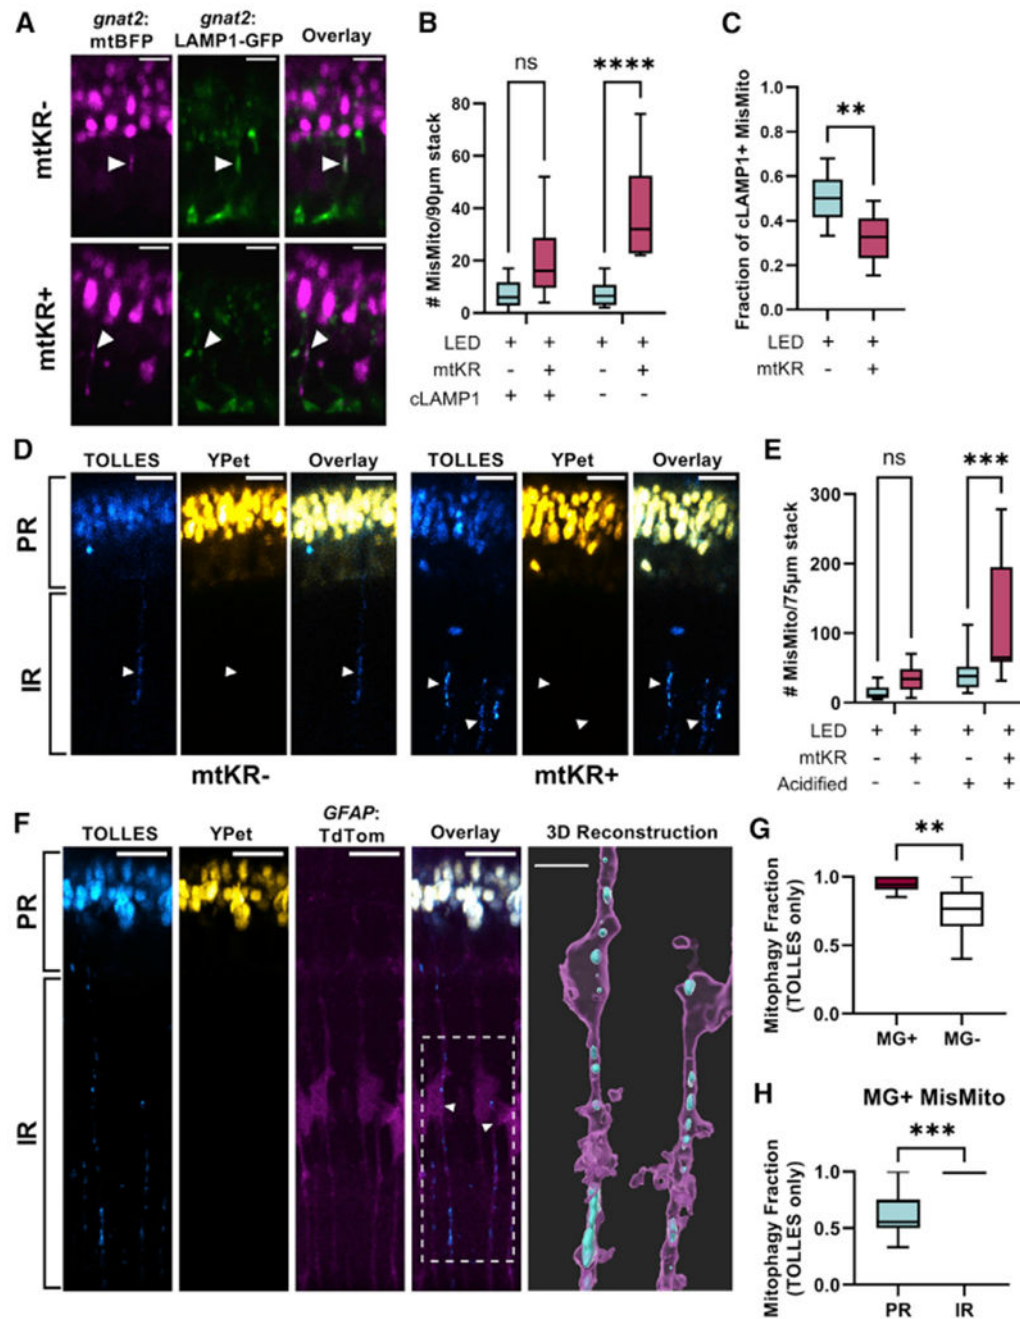 A
gnat2:
mtBFP
gnat2:
LAMP1-GFP
Overlay
mtKR-
mtKR+
B
ns
****
# MisMito/90µm stack
80
60
40
20
0
LED + + + +
mtKR - + - +
cLAMP1 + + - -
C
**
Fraction of cLAMP1+ MisMito
1.0
0.8
0.6
0.4
0.2
0.0
LED + +
mtKR - +
D
TOLLES YPet Overlay TOLLES YPet Overlay
PR
IR
mtKR- mtKR+
E
ns
***
# MisMito/75µm stack
300
200
100
0
LED + + + +
mtKR - + - +
Acidified - - + +
F
TOLLES YPet GFAP:
TdTom
Overlay 3D Reconstruction
PR
IR
G
**
Mitophagy Fraction
(TOLLES only)
1.0
0.5
0.0
MG+ MG-
H
MG+ MisMito
***
Mitophagy Fraction
(TOLLES only)
1.0
0.5
0.0
PR IR